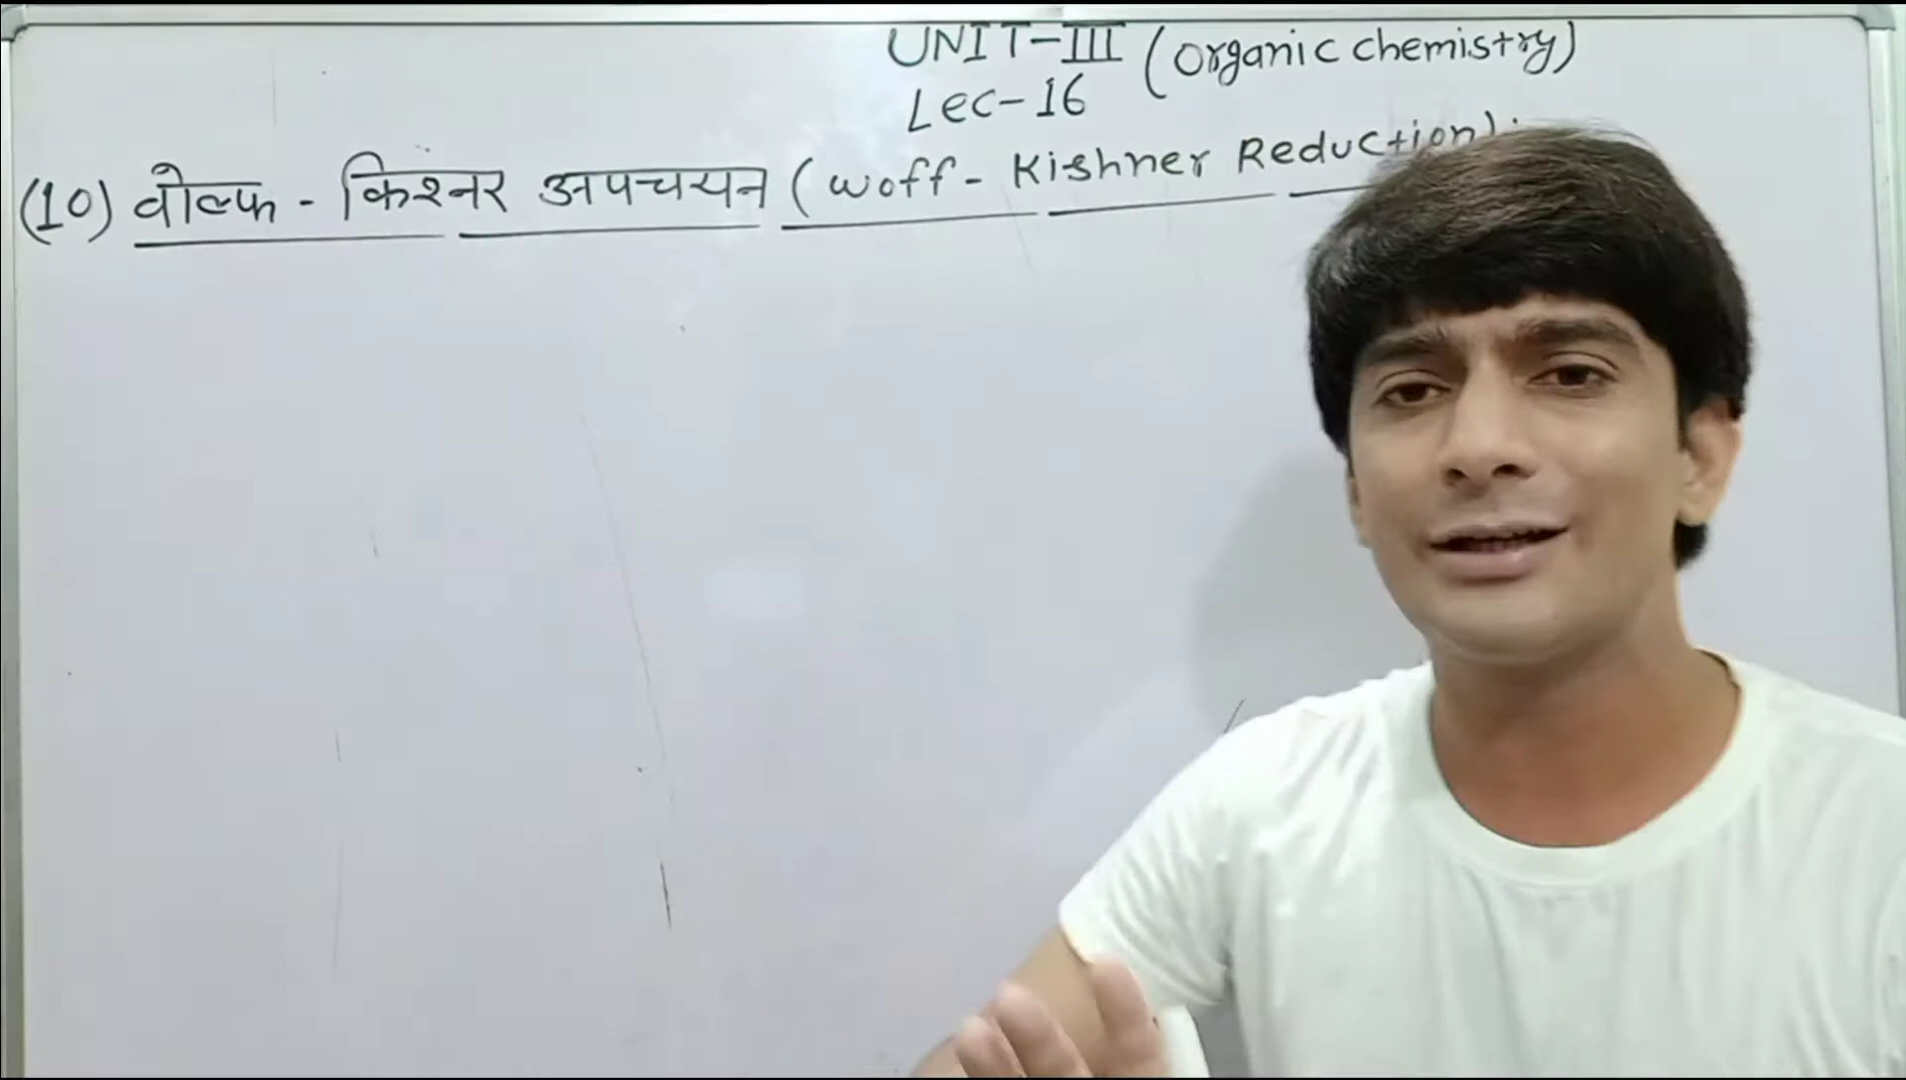 UNIT-III (Organic chemistry)
Lec-16
(10) वोल्फ - किश्नर अपचयन (woff - Kishner Reduction):